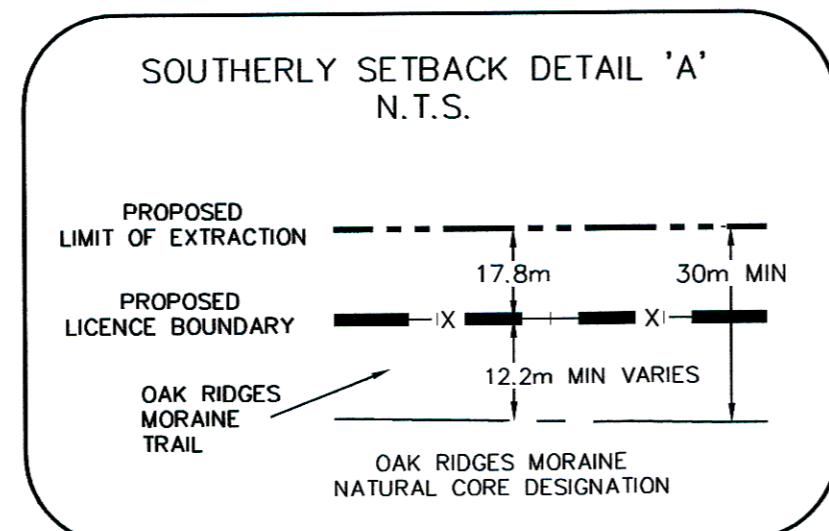 SOUTHERLY SETBACK DETAIL 'A'
N.T.S.
PROPOSED
LIMIT OF EXTRACTION
17.8m
30m MIN
PROPOSED
LICENCE BOUNDARY
X
X
12.2m MIN VARIES
OAK RIDGES
MORAINE
TRAIL
OAK RIDGES MORAINE
NATURAL CORE DESIGNATION